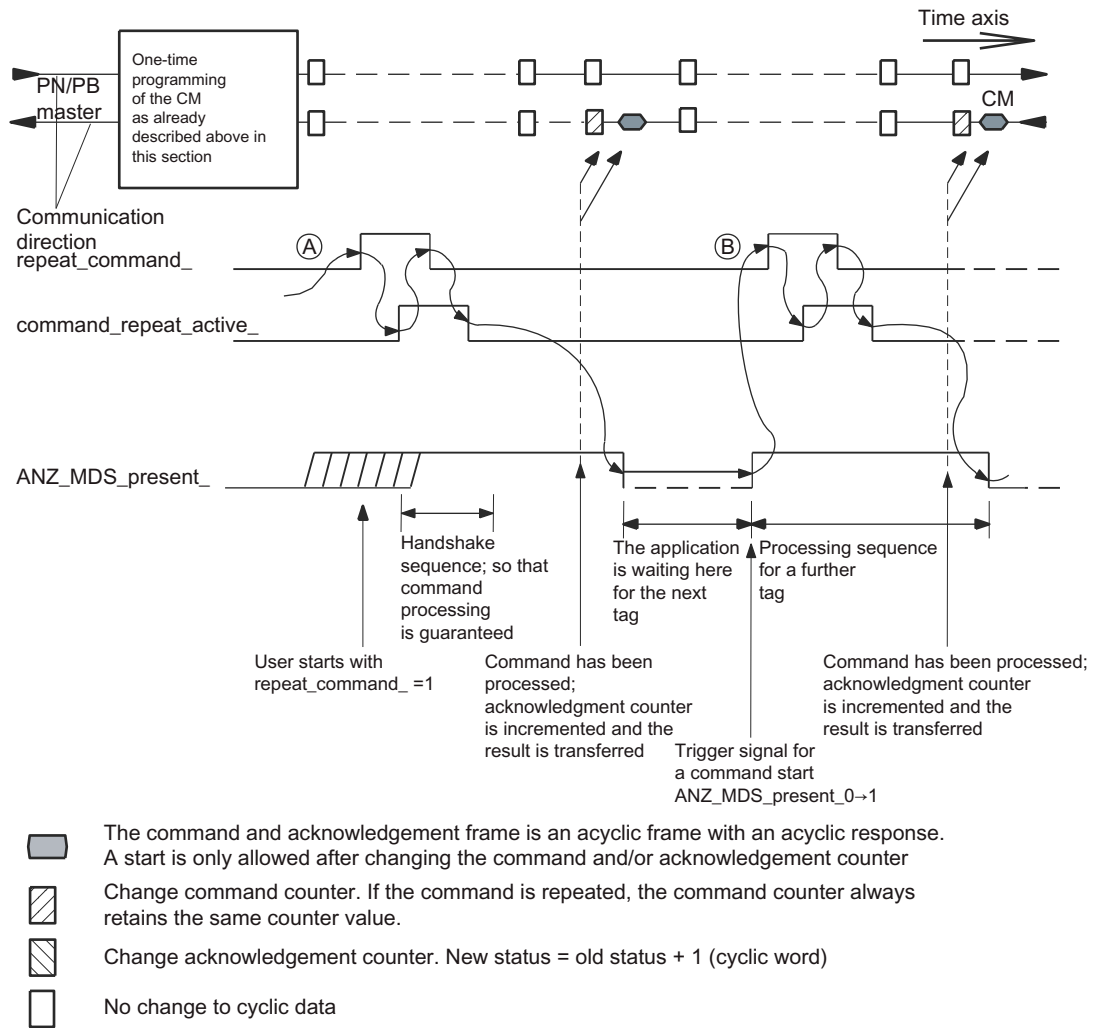 Time axis
One-time
programming
of the CM
as already
described above in
this section
PN/PB
master
CM
Communication
direction
A
B
repeat_command_
command_repeat_active_
ANZ_MDS_present_
Handshake
sequence; so that
command
processing
is guaranteed
The application
is waiting here
for the next
tag
Processing sequence
for a further
tag
User starts with
repeat_command_ =1
Command has been
processed;
acknowledgment counter
is incremented and the
result is transferred
Trigger signal for
a command start
ANZ_MDS_present_0→1
Command has been processed;
acknowledgment counter
is incremented and the
result is transferred
The command and acknowledgement frame is an acyclic frame with an acyclic response.
A start is only allowed after changing the command and/or acknowledgement counter
Change command counter. If the command is repeated, the command counter always
retains the same counter value.
Change acknowledgement counter. New status = old status + 1 (cyclic word)
No change to cyclic data